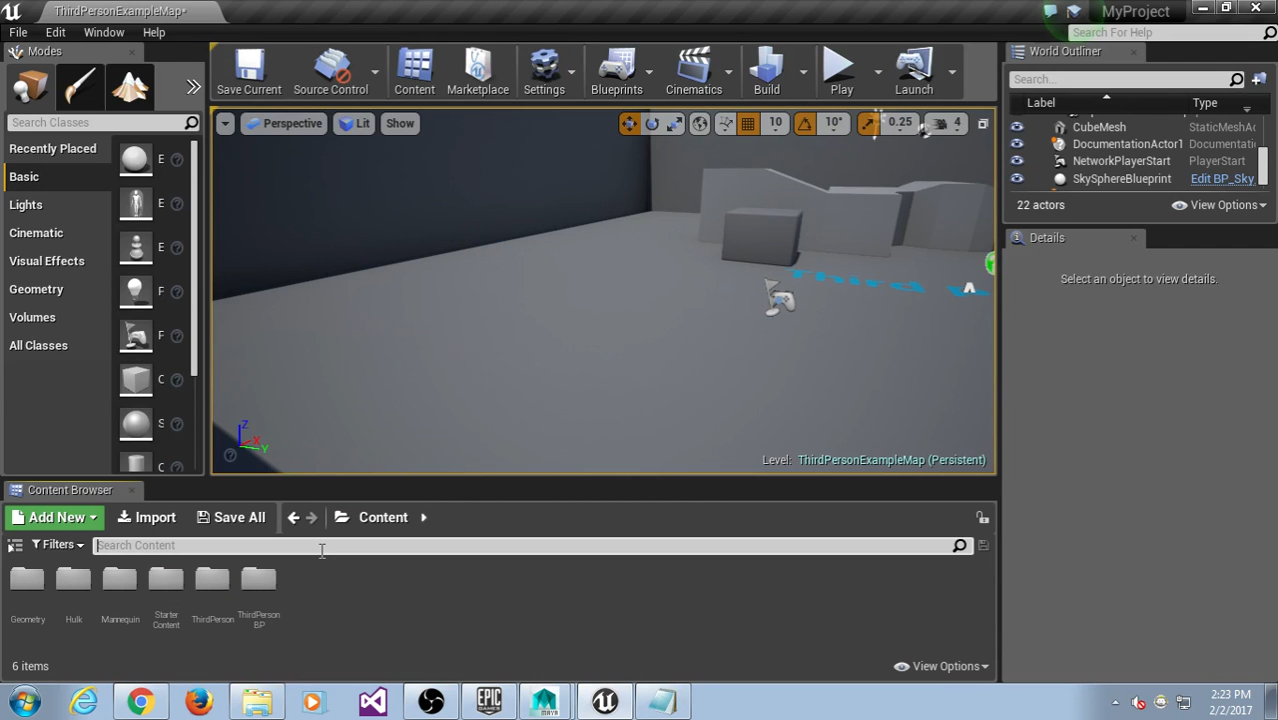 ThirdPersonExampleMap*
MyProject
File Edit Window Help
Search For Help
Modes
Search Classes
Recently Placed
Basic
Lights
Cinematic
Visual Effects
Geometry
Volumes
All Classes
E
E
E
F
F
C
S
C
Save Current
Source Control
Content
Marketplace
Settings
Blueprints
Cinematics
Build
Play
Launch
Perspective
Lit
Show
10
10°
0.25
4
Z
X
Y
A
Level: ThirdPersonExampleMap (Persistent)
World Outliner
Search...
Label Type
CubeMesh StaticMeshAc
DocumentationActor1 Documentatio
NetworkPlayerStart PlayerStart
SkySphereBlueprint Edit BP_Sky_
22 actors View Options
Details
Select an object to view details.
Content Browser
Add New Import Save All Content
Filters Search Content
Geometry
Hulk
Mannequin
Starter
Content
ThirdPerson
ThirdPerson
BP
6 items View Options
EPIC
GAMES
MAYA
2:23 PM
2/2/2017